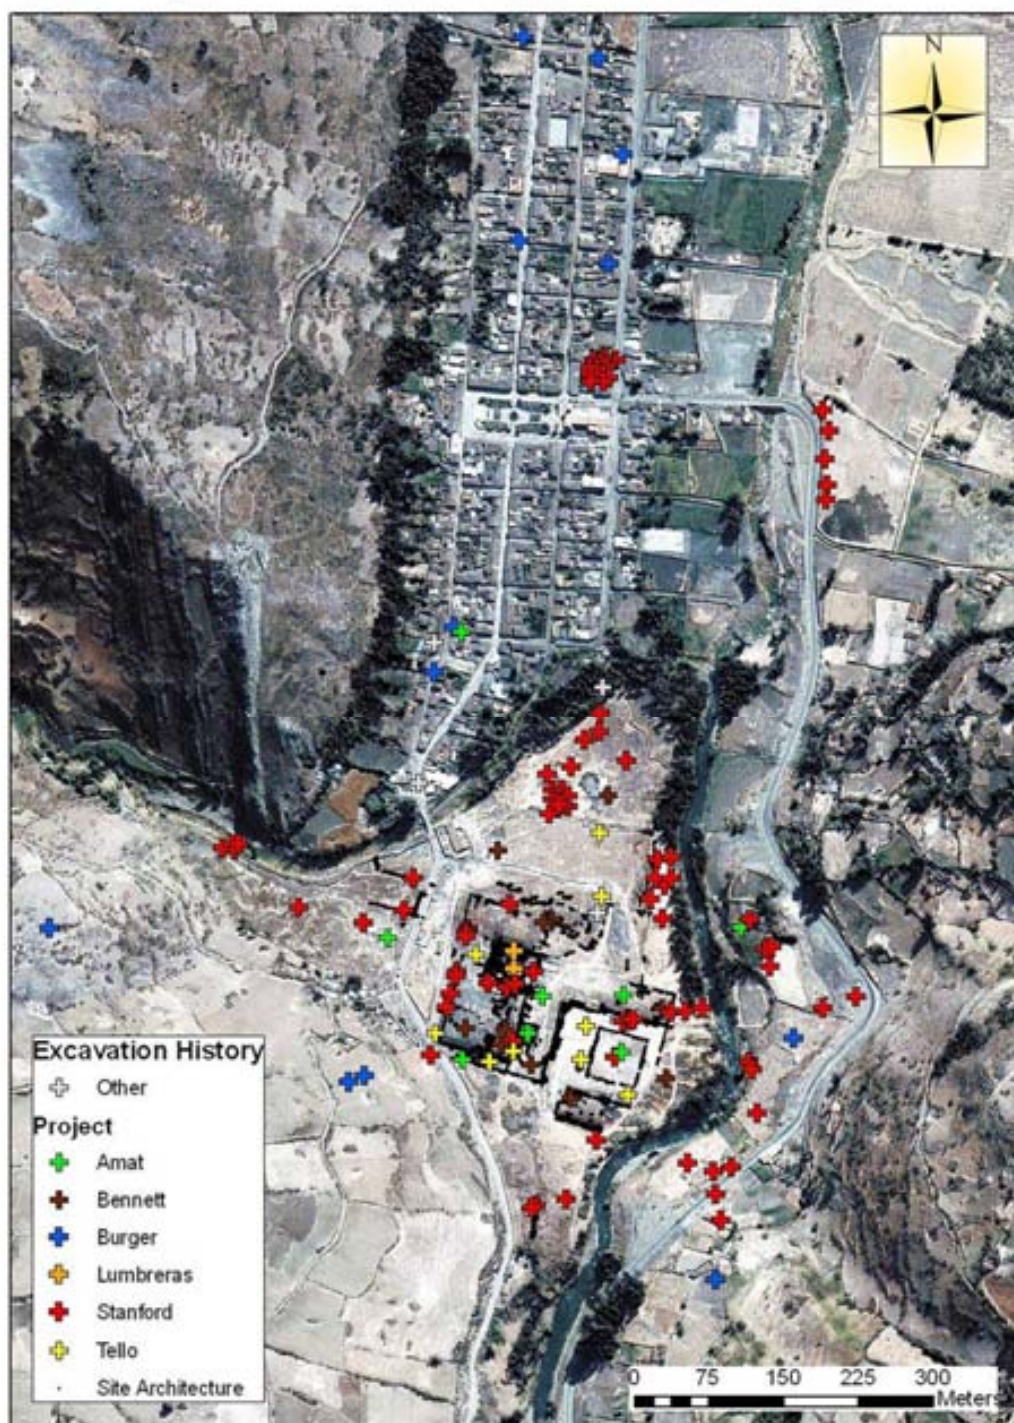 N
Excavation History
Other
Project
Amat
Bennett
Burger
Lumbreras
Stanford
Tello
Site Architecture
0 75 150 225 300
Meters